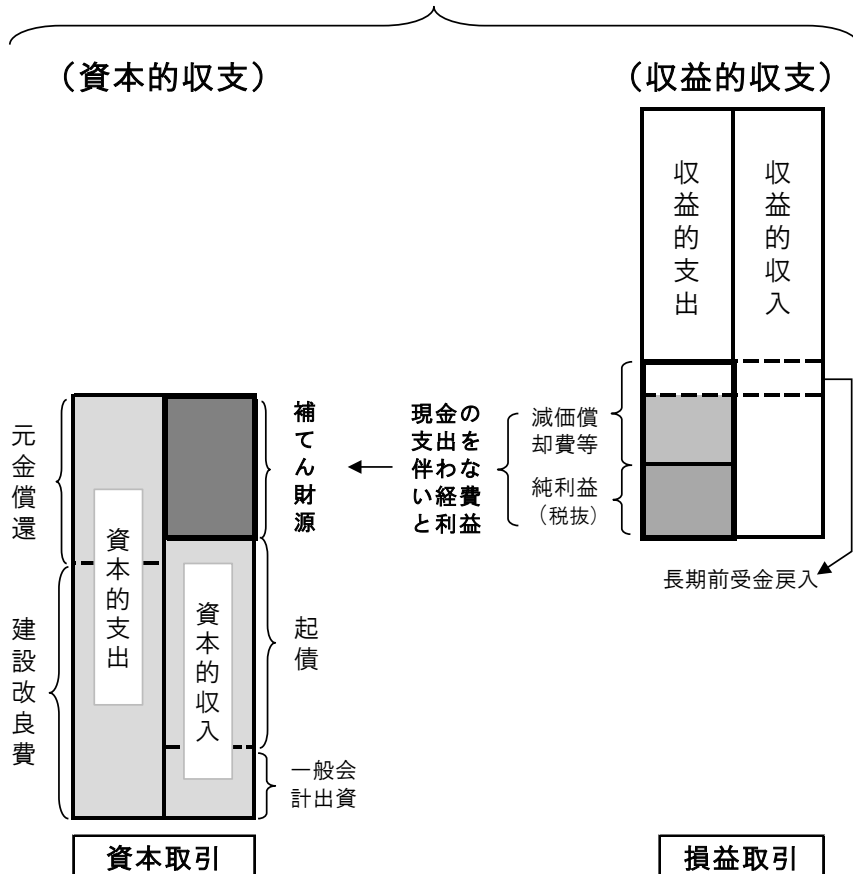 （資本的収支）
（収益的収支）
収益的支出
収益的収入
元金償還
建設改良費
資本的支出
資本的収入
補てん財源
起債
一般会
計出資
現金の
支出を
伴わな
い経費
と利益
減価償
却費等
純利益
（税抜）
長期前受金戻入
資本取引
損益取引